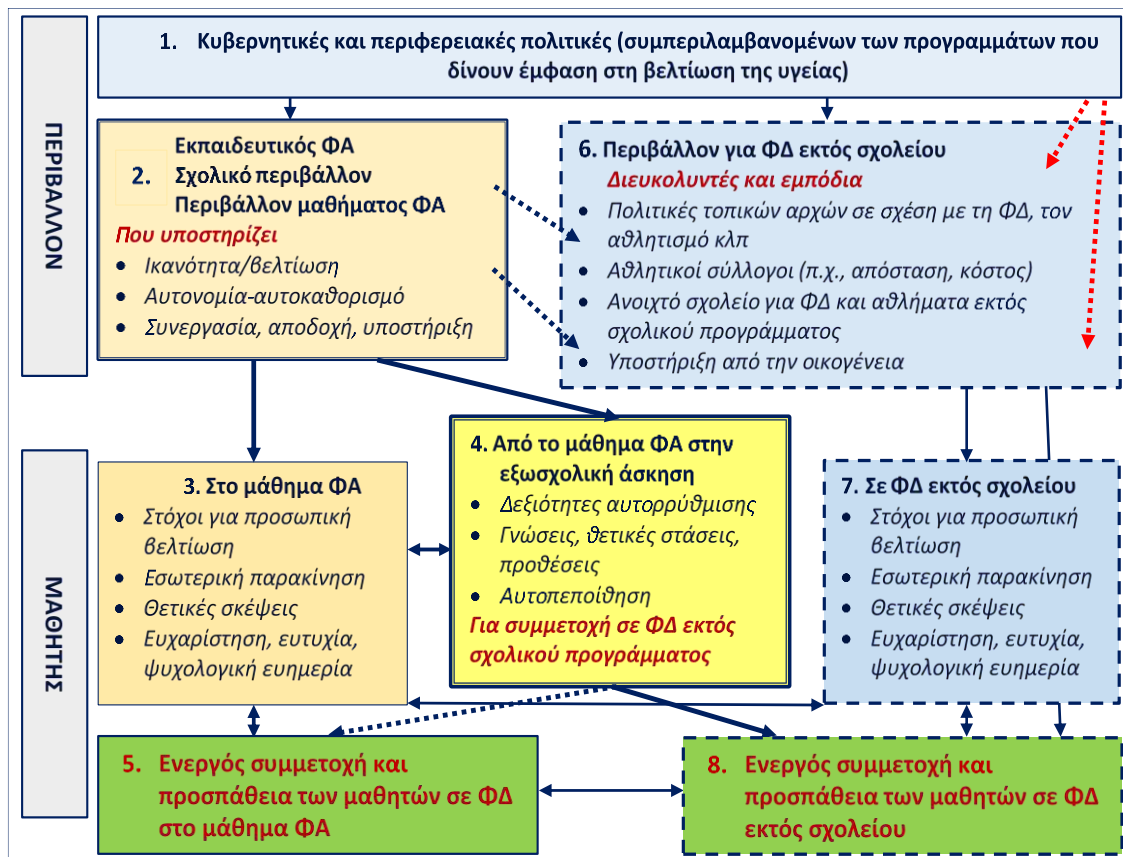 ΠΕΡΙΒΑΛΛΟΝ
1. Κυβερνητικές και περιφερειακές πολιτικές (συμπεριλαμβανομένων των προγραμμάτων που
δίνουν έμφαση στη βελτίωση της υγείας)
2.
Εκπαιδευτικός ΦΑ
Σχολικό περιβάλλον
Περιβάλλον μαθήματος ΦΑ
Που υποστηρίζει
• Ικανότητα/βελτίωση
• Αυτονομία-αυτοκαθορισμό
• Συνεργασία, αποδοχή, υποστήριξη
6. Περιβάλλον για ΦΔ εκτός σχολείου
Διευκολυντές και εμπόδια
• Πολιτικές τοπικών αρχών σε σχέση με τη ΦΔ, τον
αθλητισμό κλπ
• Αθλητικοί σύλλογοι (π.χ., απόσταση, κόστος)
• Ανοιχτό σχολείο για ΦΔ και αθλήματα εκτός
σχολικού προγράμματος
• Υποστήριξη από την οικογένεια
ΜΑΘΗΤΗΣ
3. Στο μάθημα ΦΑ
• Στόχοι για προσωπική
βελτίωση
• Εσωτερική παρακίνηση
• Θετικές σκέψεις
• Ευχαρίστηση, ευτυχία,
ψυχολογική ευημερία
4. Από το μάθημα ΦΑ στην
εξωσχολική άσκηση
• Δεξιότητες αυτορρύθμισης
• Γνώσεις, θετικές στάσεις,
προθέσεις
• Αυτοπεποίθηση
Για συμμετοχή σε ΦΔ εκτός
σχολικού προγράμματος
7. Σε ΦΔ εκτός σχολείου
• Στόχοι για προσωπική
βελτίωση
• Εσωτερική παρακίνηση
• Θετικές σκέψεις
• Ευχαρίστηση, ευτυχία,
ψυχολογική ευημερία
5. Ενεργός συμμετοχή και
προσπάθεια των μαθητών σε ΦΔ
στο μάθημα ΦΑ
8. Ενεργός συμμετοχή και
προσπάθεια των μαθητών σε ΦΔ
εκτός σχολείου